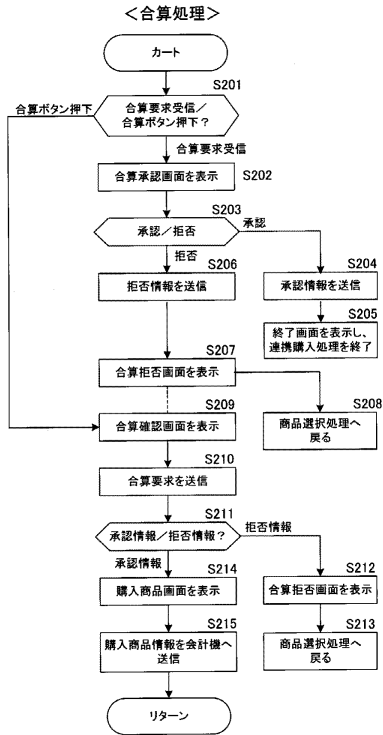 ＜合算処理＞
カート
S201
合算ボタン押下
合算要求受信／
合算ボタン押下？
合算要求受信
合算承認画面を表示
S202
S203
承認／拒否
承認
拒否
S206
拒否情報を送信
S204
承認情報を送信
S205
終了画面を表示し、
連携購入処理を終了
S207
合算拒否画面を表示
S208
商品選択処理へ
戻る
S209
合算確認画面を表示
S210
合算要求を送信
S211
承認情報／拒否情報？
拒否情報
承認情報
S212
合算拒否画面を表示
S214
購入商品画面を表示
S213
商品選択処理へ
戻る
S215
購入商品情報を会計機へ
送信
リターン